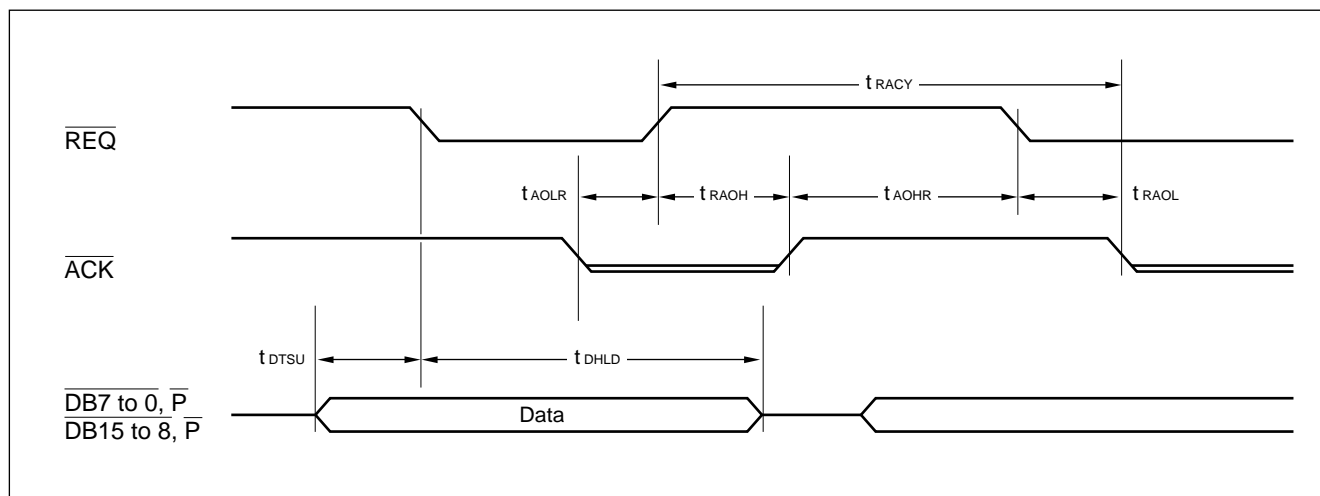 t RACY
REQ
t AOLR
t RAOH
t AOHR
t RAOL
ACK
t DTSU
t DHLD
DB7 to 0, P
Data
DB15 to 8, P